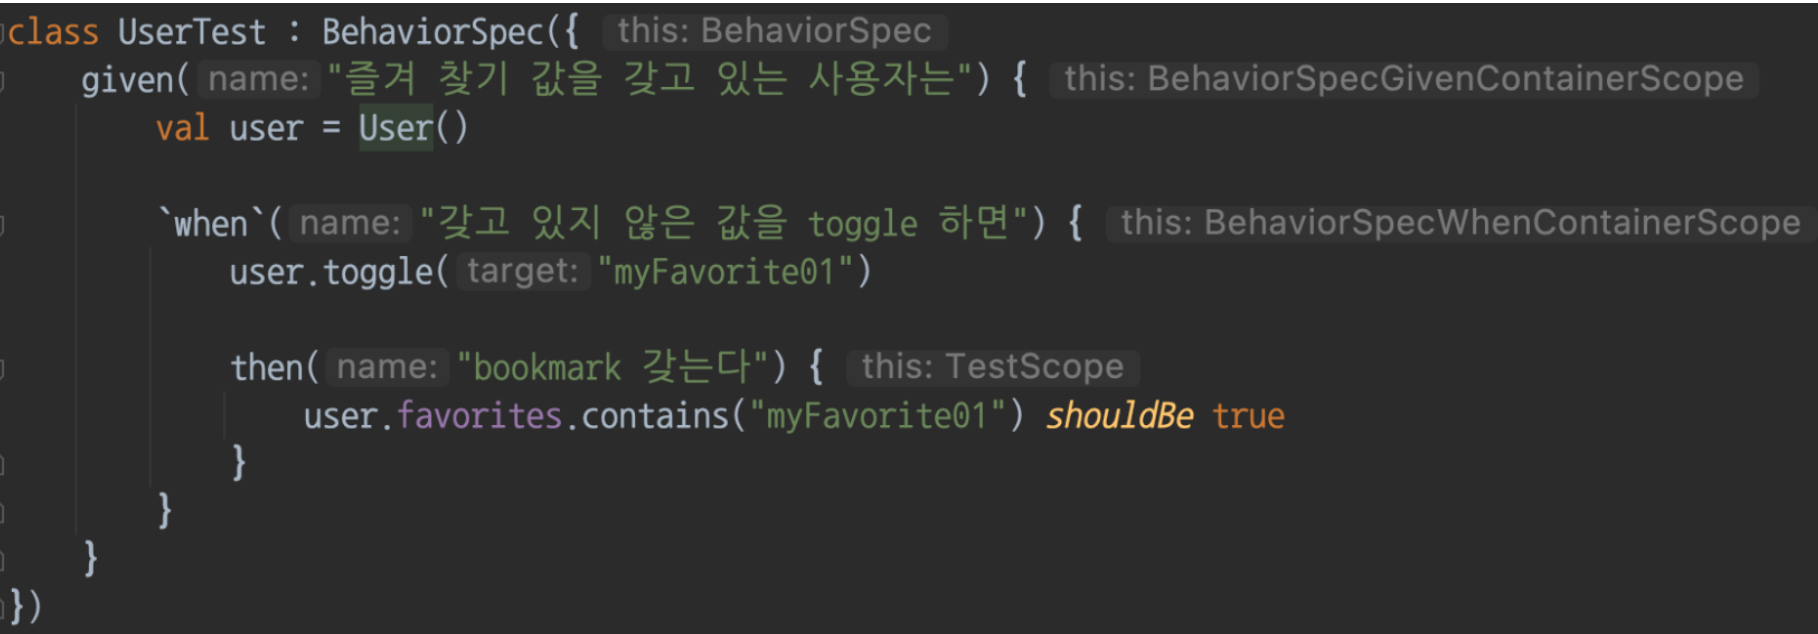 class UserTest : BehaviorSpec({ this: BehaviorSpec
given( name: "즐겨 찾기 값을 갖고 있는 사용자는") { this: BehaviorSpecGivenContainerScope
val user = User()
`when`( name: "갖고 있지 않은 값을 toggle 하면") { this: BehaviorSpecWhenContainerScope
user.toggle( target: "myFavorite01")
then( name: "bookmark 갖는다") { this: TestScope
user.favorites.contains("myFavorite01") shouldBe true
}
}
}
})